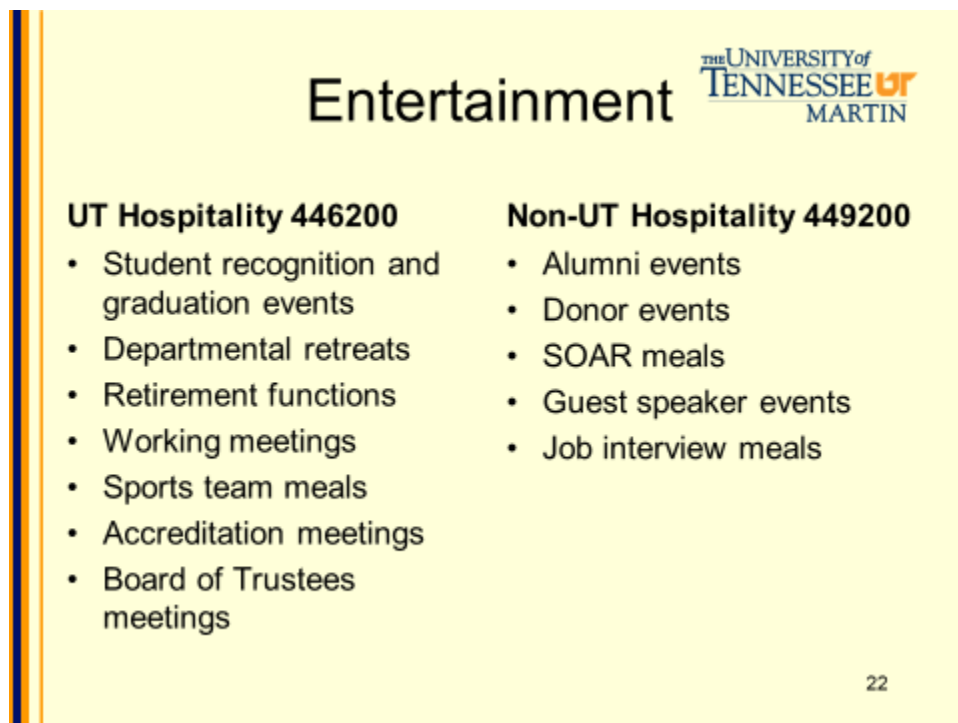 Entertainment
THE UNIVERSITY of
TENNESSEE UT
MARTIN
UT Hospitality 446200
• Student recognition and
graduation events
• Departmental retreats
• Retirement functions
• Working meetings
• Sports team meals
• Accreditation meetings
• Board of Trustees
meetings
Non-UT Hospitality 449200
• Alumni events
• Donor events
• SOAR meals
• Guest speaker events
• Job interview meals
22